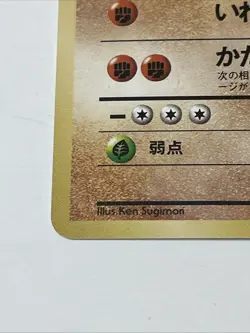 いわ
かた
次の相
ージが
弱点
Illus. Ken Sugimori